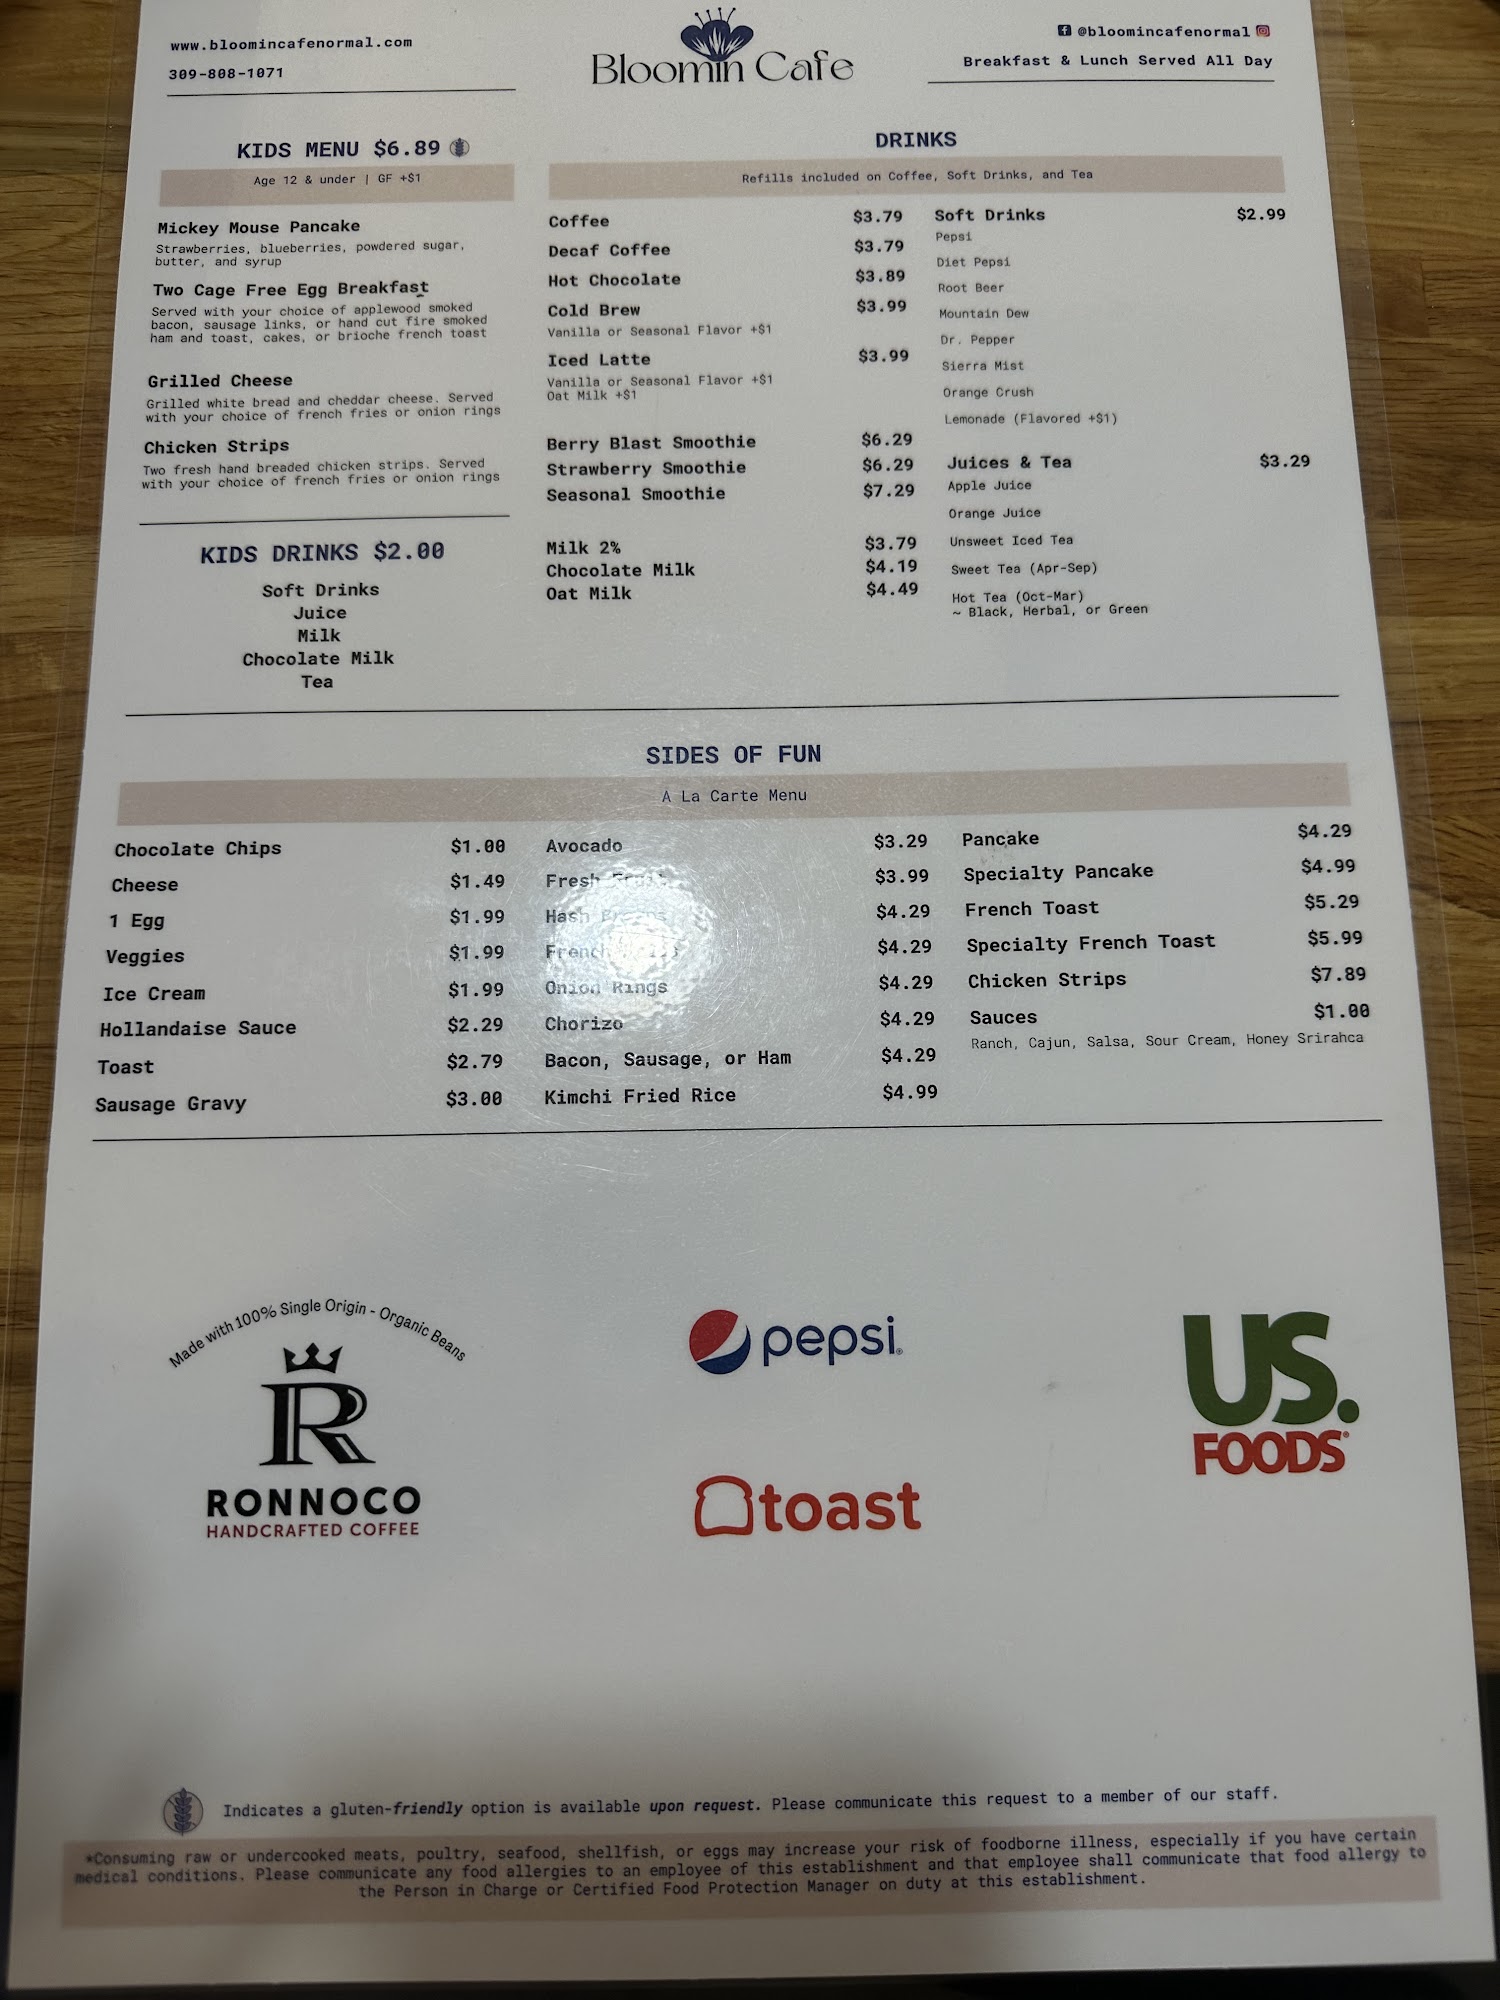 www.bloomincafenormal.com
309-808-1071
Bloomin Cafe
@bloomincafenormal
Breakfast & Lunch Served All Day
KIDS MENU $6.89
Age 12 & under | GF +$1
Mickey Mouse Pancake
Strawberries, blueberries, powdered sugar,
butter, and syrup
Two Cage Free Egg Breakfast
Served with your choice of applewood smoked
bacon, sausage links, or hand cut fire smoked
ham and toast, cakes, or brioche french toast
Grilled Cheese
Grilled white bread and cheddar cheese. Served
with your choice of french fries or onion rings
Chicken Strips
Two fresh hand breaded chicken strips. Served
with your choice of french fries or onion rings
KIDS DRINKS $2.00
Soft Drinks
Juice
Milk
Chocolate Milk
Tea
DRINKS
Refills included on Coffee, Soft Drinks, and Tea
Coffee $3.79
Decaf Coffee $3.79
Hot Chocolate $3.89
Cold Brew $3.99
Vanilla or Seasonal Flavor +$1
Iced Latte $3.99
Vanilla or Seasonal Flavor +$1
Oat Milk +$1
Berry Blast Smoothie $6.29
Strawberry Smoothie $6.29
Seasonal Smoothie $7.29
Milk 2% $3.79
Chocolate Milk $4.19
Oat Milk $4.49
Soft Drinks $2.99
Pepsi
Diet Pepsi
Root Beer
Mountain Dew
Dr. Pepper
Sierra Mist
Orange Crush
Lemonade (Flavored +$1)
Juices & Tea $3.29
Apple Juice
Orange Juice
Unsweet Iced Tea
Sweet Tea (Apr-Sep)
Hot Tea (Oct-Mar)
~ Black, Herbal, or Green
SIDES OF FUN
A La Carte Menu
Chocolate Chips $1.00
Cheese $1.49
1 Egg $1.99
Veggies $1.99
Ice Cream $1.99
Hollandaise Sauce $2.29
Toast $2.79
Sausage Gravy $3.00
Avocado $3.29
Fresh Fruit $3.99
Hash Browns $4.29
French Fries $4.29
Onion Rings $4.29
Chorizo $4.29
Bacon, Sausage, or Ham $4.29
Kimchi Fried Rice $4.99
Pancake $4.29
Specialty Pancake $4.99
French Toast $5.29
Specialty French Toast $5.99
Chicken Strips $7.89
Sauces $1.00
Ranch, Cajun, Salsa, Sour Cream, Honey Srirahca
Made with 100% Single Origin - Organic Beans
R
RONNOCO
HANDCRAFTED COFFEE
pepsi®
toast
US.
FOODS®
Indicates a gluten-friendly option is available upon request. Please communicate this request to a member of our staff.
*Consuming raw or undercooked meats, poultry, seafood, shellfish, or eggs may increase your risk of foodborne illness, especially if you have certain
medical conditions. Please communicate any food allergies to an employee of this establishment and that employee shall communicate that food allergy to
the Person in Charge or Certified Food Protection Manager on duty at this establishment.